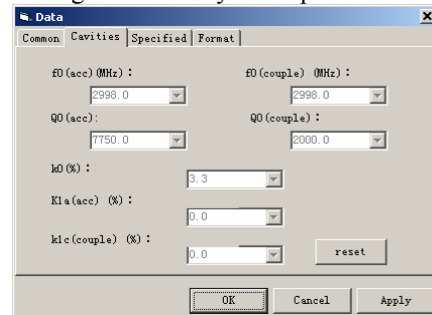 Data
Common Cavities Specified Format
f0(acc)(MHz): f0(couple) (MHz):
2998.0 2998.0
Q0(acc): Q0(couple):
7750.0 2000.0
k0(%):
3.3
K1a(acc) (%):
0.0
k1c(couple) (%):
0.0 reset
OK Cancel Apply